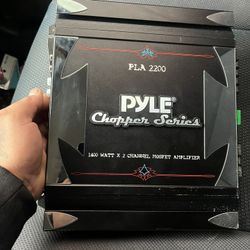 PLA 2200
PYLE®
Chopper Series
1400 WATT X 2 CHANNEL MOSFET AMPLIFIER